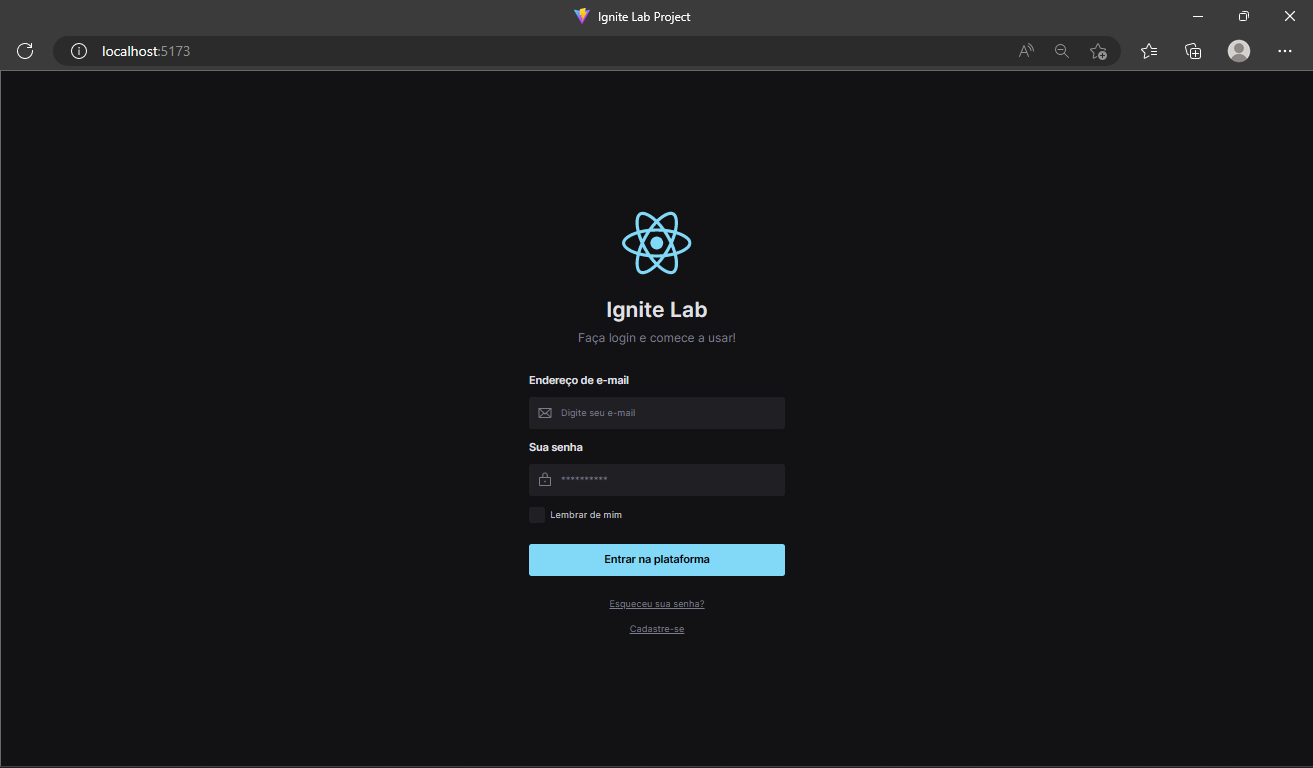 Ignite Lab Project
localhost:5173
Ignite Lab
Faça login e comece a usar!
Endereço de e-mail
Digite seu e-mail
Sua senha
**********
Lembrar de mim
Entrar na plataforma
Esqueceu sua senha?
Cadastre-se